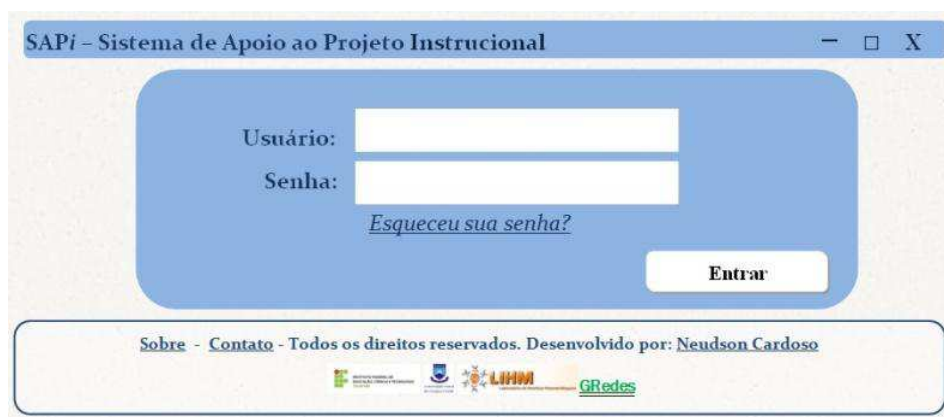 SAPi – Sistema de Apoio ao Projeto Instrucional — □ X
Usuário:
Senha:
Esqueceu sua senha?
Entrar
Sobre - Contato - Todos os direitos reservados. Desenvolvido por: Neudson Cardoso
LIHM GRedes